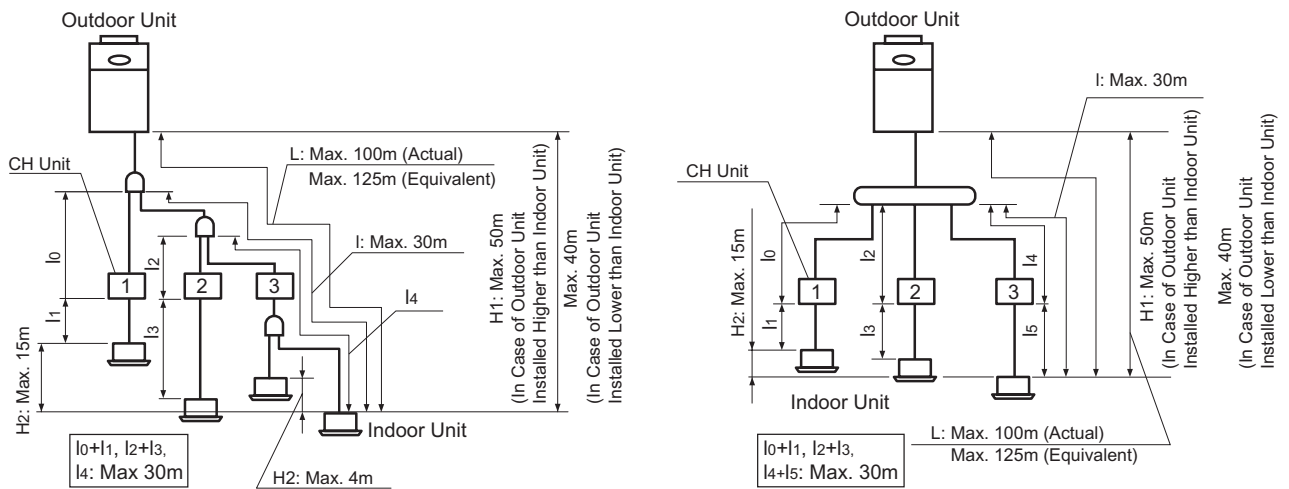 Outdoor Unit
CH Unit
L: Max. 100m (Actual)
Max. 125m (Equivalent)
l: Max. 30m
l0
l1
l2
l3
l4
1
2
3
H2: Max. 15m
H1: Max. 50m
(In Case of Outdoor Unit
Installed Higher than Indoor Unit)
Max. 40m
(In Case of Outdoor Unit
Installed Lower than Indoor Unit)
Indoor Unit
H2: Max. 4m
l0+l1, l2+l3,
l4: Max 30m
Outdoor Unit
l: Max. 30m
CH Unit
H2: Max. 15m
l0
l1
l2
l3
l4
l5
1
2
3
H1: Max. 50m
(In Case of Outdoor Unit
Installed Higher than Indoor Unit)
Max. 40m
(In Case of Outdoor Unit
Installed Lower than Indoor Unit)
Indoor Unit
L: Max. 100m (Actual)
Max. 125m (Equivalent)
l0+l1, l2+l3,
l4+l5: Max. 30m